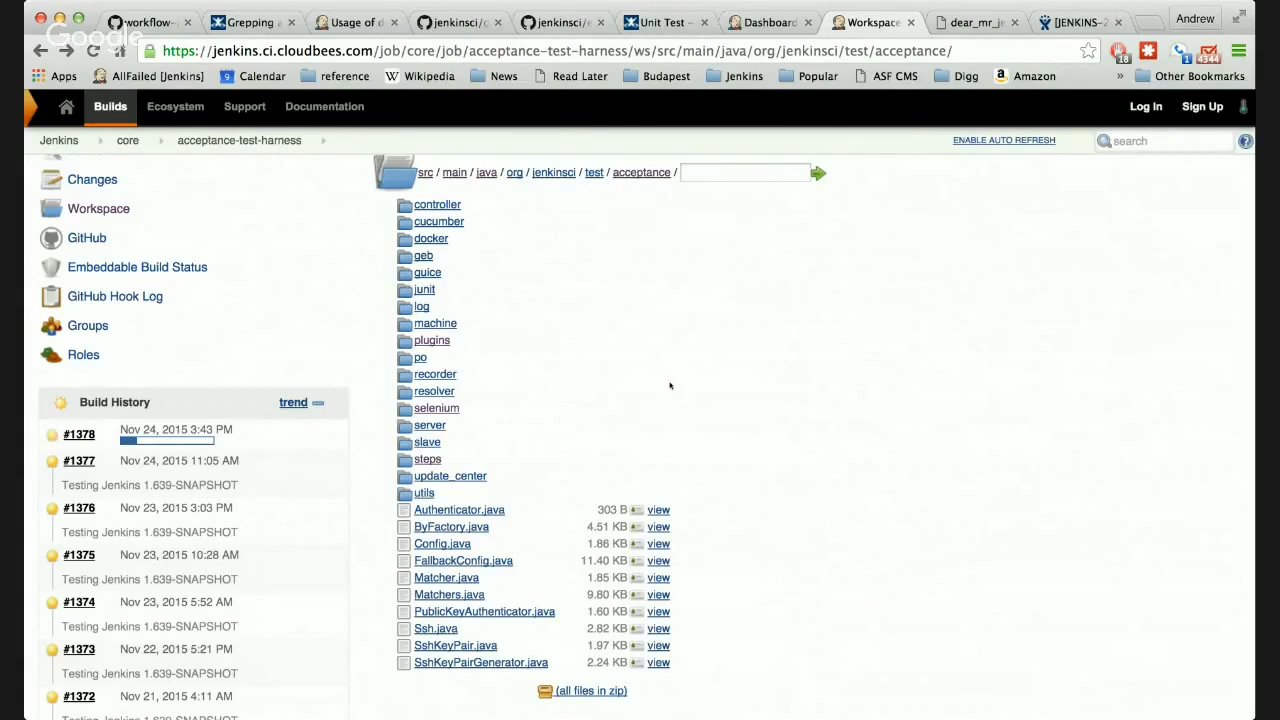 workflow-
Grepping a
Usage of d
jenkinsci/c
jenkinsci/e
Unit Test -
Dashboard
Workspace
dear_mr_je
[JENKINS-2
Andrew
Google
https://jenkins.ci.cloudbees.com/job/core/job/acceptance-test-harness/ws/src/main/java/org/jenkinsci/test/acceptance/
18
1
4344
Apps
AllFailed [Jenkins]
9
Calendar
reference
W Wikipedia
News
Read Later
Budapest
Jenkins
Popular
ASF CMS
Digg
a Amazon
»
Other Bookmarks
Builds
Ecosystem
Support
Documentation
Log In
Sign Up
Jenkins
core
acceptance-test-harness
ENABLE AUTO REFRESH
search
?
Changes
Workspace
GitHub
Embeddable Build Status
GitHub Hook Log
Groups
Roles
Build History
trend
#1378 Nov 24, 2015 3:43 PM
#1377 Nov 24, 2015 11:05 AM
Testing Jenkins 1.639-SNAPSHOT
#1376 Nov 23, 2015 3:03 PM
Testing Jenkins 1.639-SNAPSHOT
#1375 Nov 23, 2015 10:28 AM
Testing Jenkins 1.639-SNAPSHOT
#1374 Nov 23, 2015 5:52 AM
Testing Jenkins 1.639-SNAPSHOT
#1373 Nov 22, 2015 5:21 PM
Testing Jenkins 1.639-SNAPSHOT
#1372 Nov 21, 2015 4:11 AM
Testing Jenkins 1.639-SNAPSHOT
src / main / java / org / jenkinsci / test / acceptance /
controller
cucumber
docker
geb
guice
junit
log
machine
plugins
po
recorder
resolver
selenium
server
slave
steps
update_center
utils
Authenticator.java 303 B view
ByFactory.java 4.51 KB view
Config.java 1.86 KB view
FallbackConfig.java 11.40 KB view
Matcher.java 1.85 KB view
Matchers.java 9.80 KB view
PublicKeyAuthenticator.java 1.60 KB view
Ssh.java 2.82 KB view
SshKeyPair.java 1.97 KB view
SshKeyPairGenerator.java 2.24 KB view
(all files in zip)